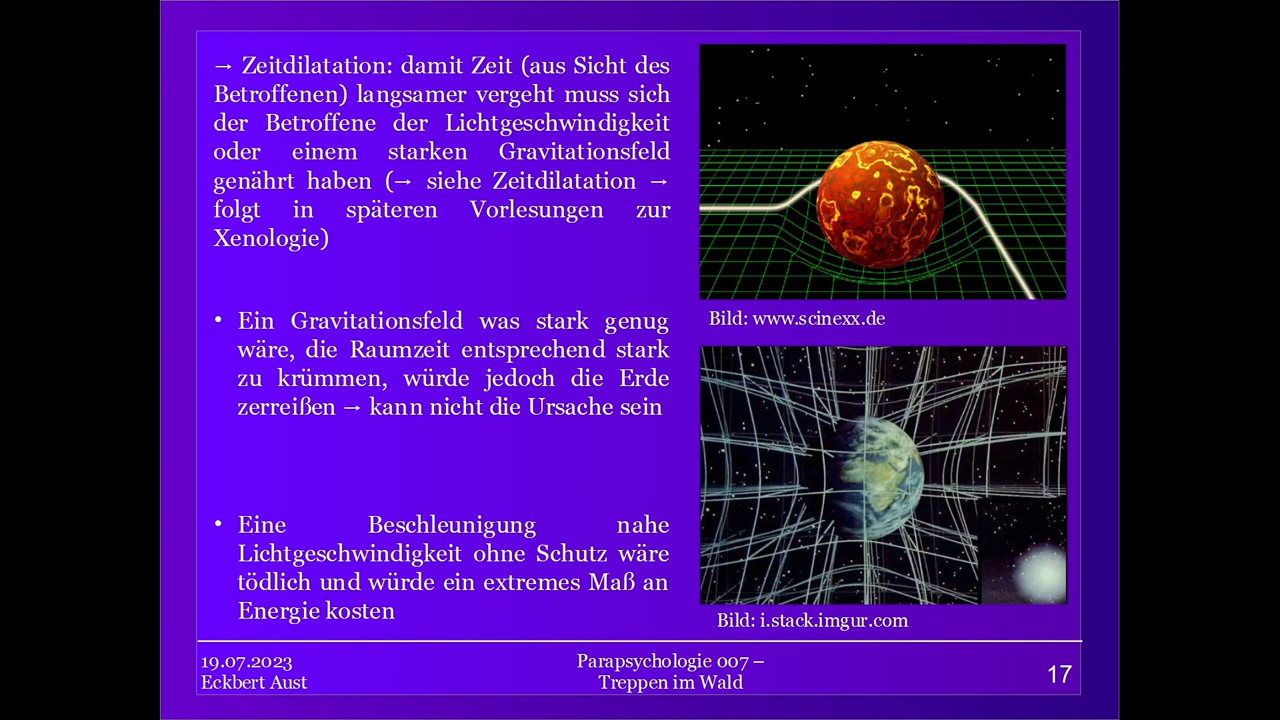 → Zeitdilatation: damit Zeit (aus Sicht des
Betroffenen) langsamer vergeht muss sich
der Betroffene der Lichtgeschwindigkeit
oder einem starken Gravitationsfeld
genährt haben (→ siehe Zeitdilatation →
folgt in späteren Vorlesungen zur
Xenologie)
• Ein Gravitationsfeld was stark genug
wäre, die Raumzeit entsprechend stark
zu krümmen, würde jedoch die Erde
zerreißen → kann nicht die Ursache sein
• Eine Beschleunigung nahe
Lichtgeschwindigkeit ohne Schutz wäre
tödlich und würde ein extremes Maß an
Energie kosten
Bild: www.scinexx.de
Bild: i.stack.imgur.com
19.07.2023
Eckbert Aust
Parapsychologie 007 –
Treppen im Wald
17